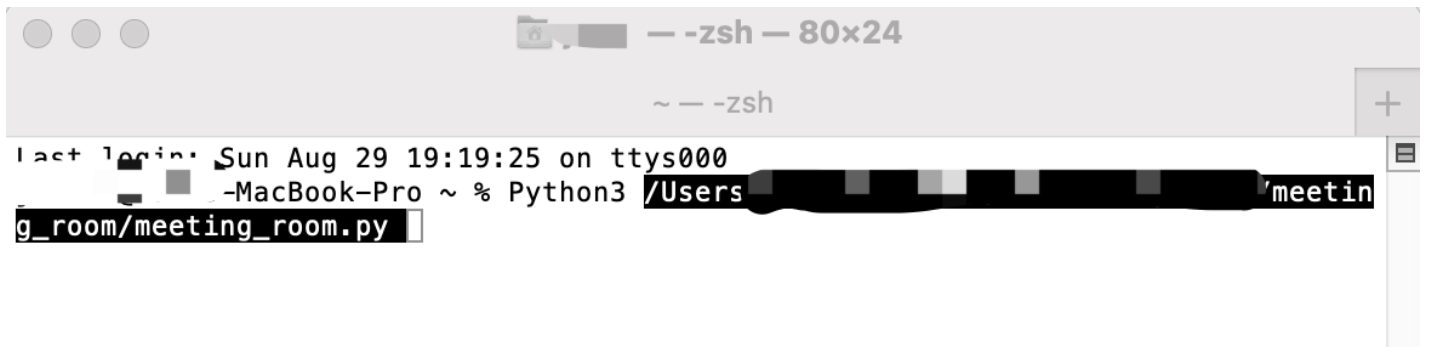 — -zsh — 80×24
~ — -zsh
Last login: Sun Aug 29 19:19:25 on ttys000
-MacBook-Pro ~ % Python3 /Users /meetin
g_room/meeting_room.py